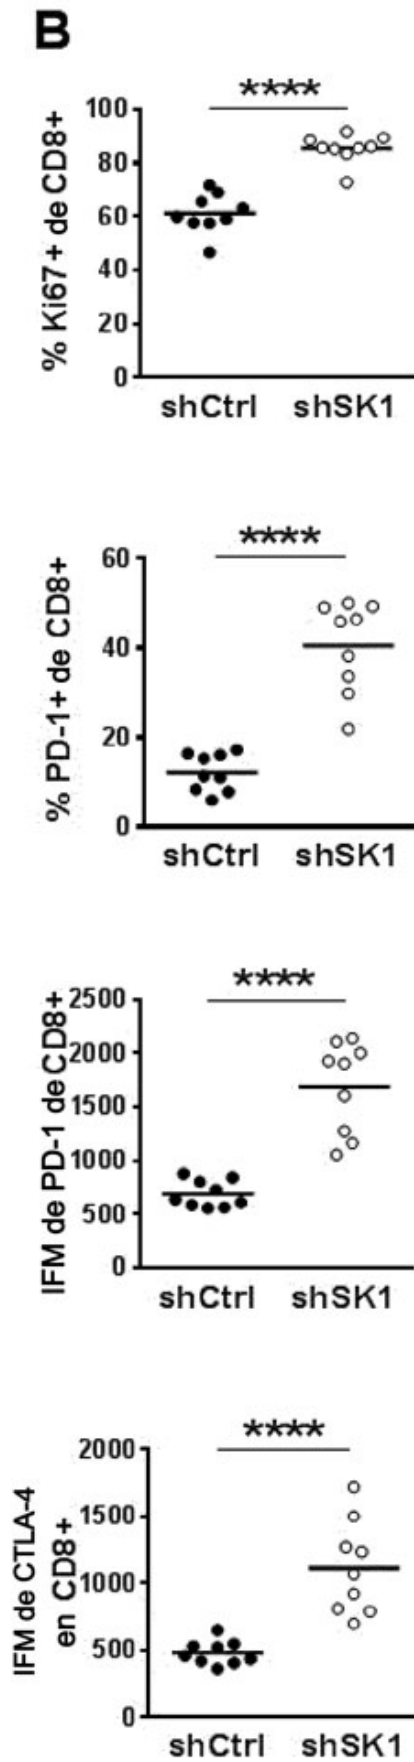 B
****
% Ki67+ de CD8+
100
80
60
40
20
0
shCtrl shSK1
****
% PD-1+ de CD8+
60
40
20
0
shCtrl shSK1
****
IFM de PD-1 deCD8+
2500
2000
1500
1000
500
0
shCtrl shSK1
****
IFM de CTLA-4
en CD8+
2000
1500
1000
500
0
shCtrl shSK1